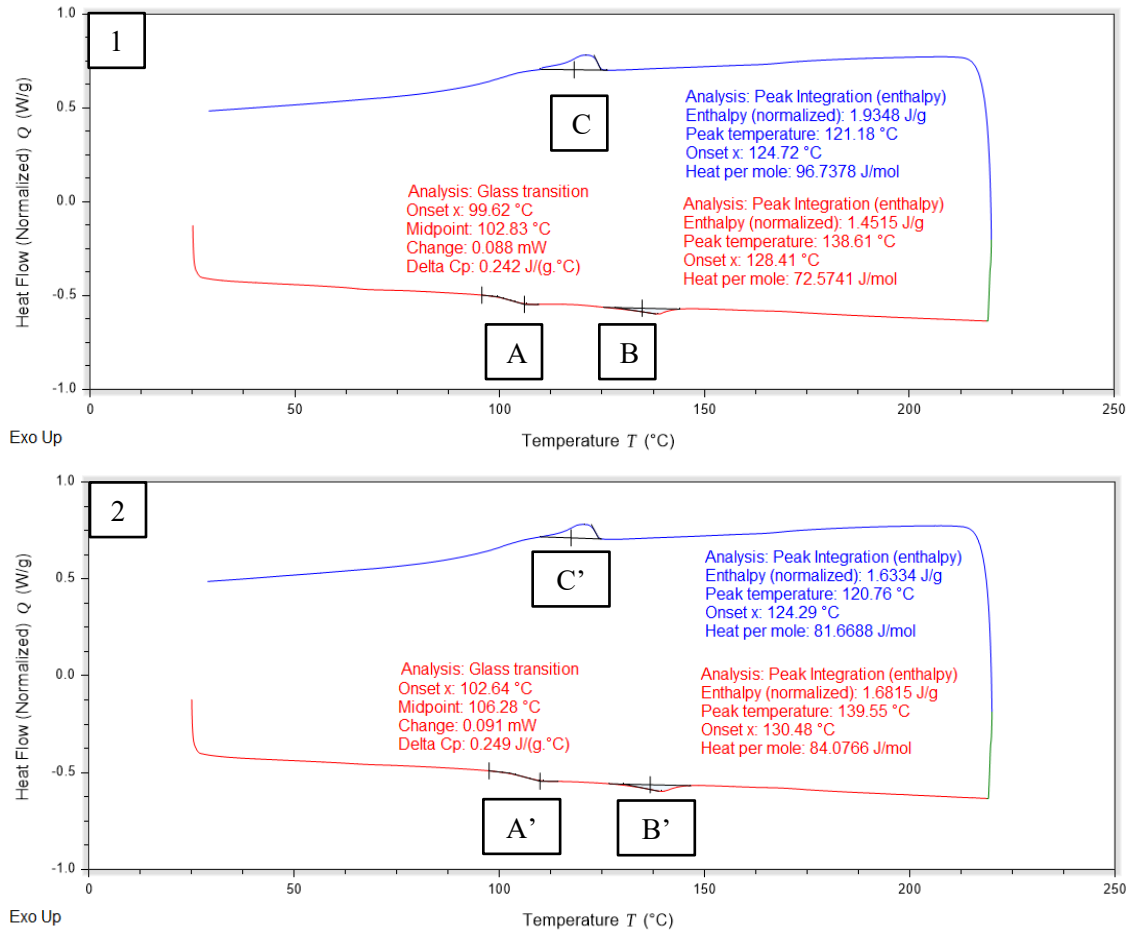 1
1.0
0.5
0.0
-0.5
-1.0
Heat Flow (Normalized) Q (W/g)
C
Analysis: Peak Integration (enthalpy)
Enthalpy (normalized): 1.9348 J/g
Peak temperature: 121.18 °C
Onset x: 124.72 °C
Heat per mole: 96.7378 J/mol
Analysis: Glass transition
Onset x: 99.62 °C
Midpoint: 102.83 °C
Change: 0.088 mW
Delta Cp: 0.242 J/(g.°C)
Analysis: Peak Integration (enthalpy)
Enthalpy (normalized): 1.4515 J/g
Peak temperature: 138.61 °C
Onset x: 128.41 °C
Heat per mole: 72.5741 J/mol
A
B
0 50 100 150 200 250
Exo Up
Temperature T (°C)
2
1.0
0.5
0.0
-0.5
-1.0
Heat Flow (Normalized) Q (W/g)
C’
Analysis: Peak Integration (enthalpy)
Enthalpy (normalized): 1.6334 J/g
Peak temperature: 120.76 °C
Onset x: 124.29 °C
Heat per mole: 81.6688 J/mol
Analysis: Glass transition
Onset x: 102.64 °C
Midpoint: 106.28 °C
Change: 0.091 mW
Delta Cp: 0.249 J/(g.°C)
Analysis: Peak Integration (enthalpy)
Enthalpy (normalized): 1.6815 J/g
Peak temperature: 139.55 °C
Onset x: 130.48 °C
Heat per mole: 84.0766 J/mol
A’
B’
0 50 100 150 200 250
Exo Up
Temperature T (°C)